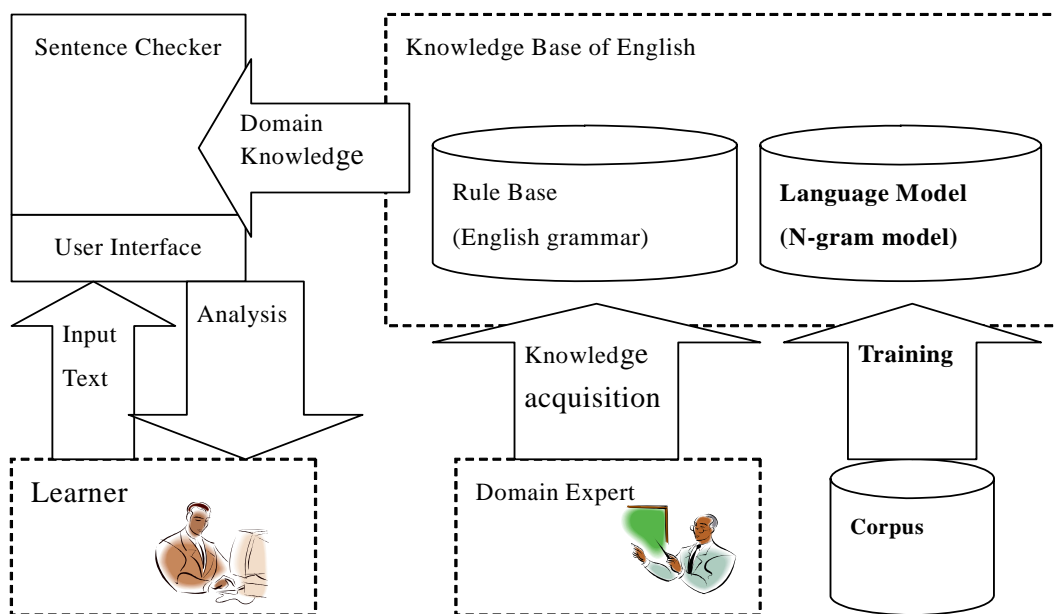 Sentence Checker
Knowledge Base of English
Domain
Knowledge
Rule Base
(English grammar)
Language Model
(N-gram model)
User Interface
Input
Text
Analysis
Knowledge
acquisition
Training
Learner
Domain Expert
Corpus